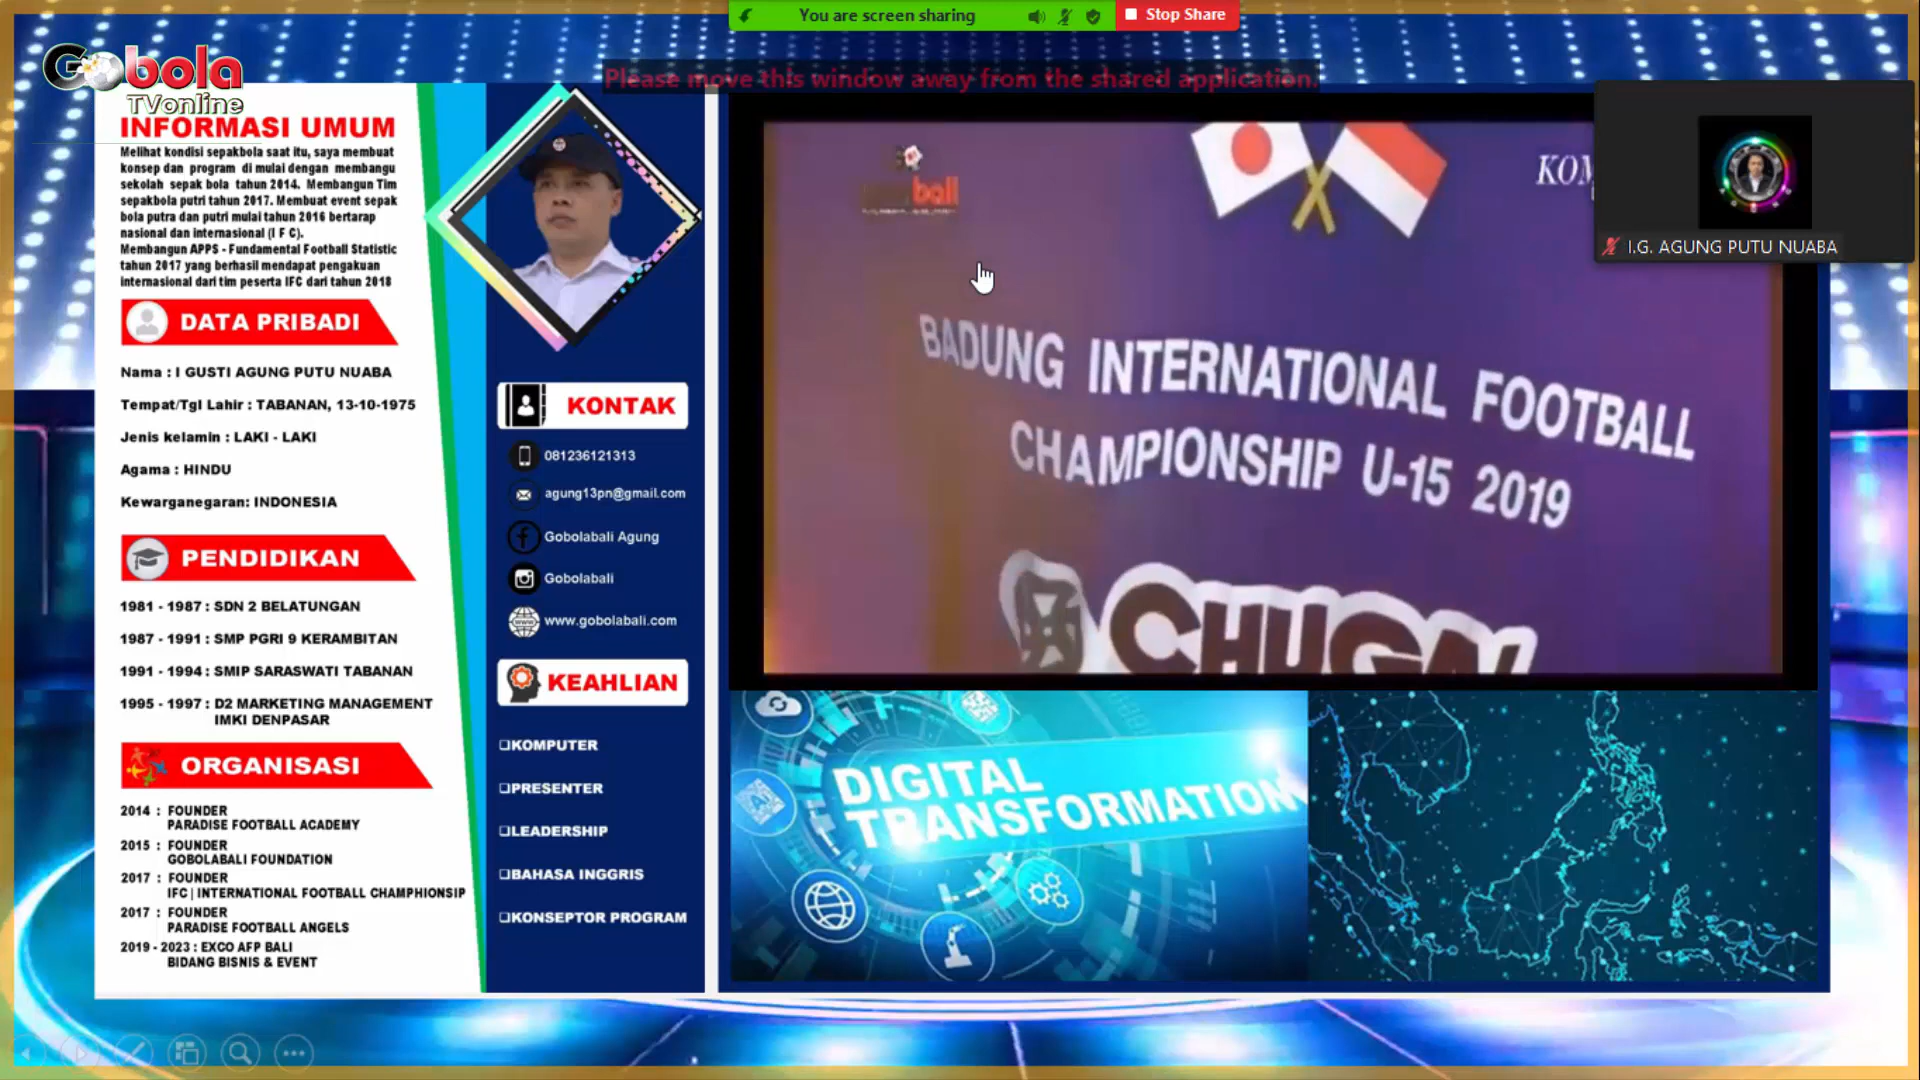 You are screen sharing
Stop Share
Please move this window away from the shared application.
Gobola
TVonline
INFORMASI UMUM
Melihat kondisi sepakbola saat itu, saya membuat
konsep dan program di mulai dengan membangu
sekolah sepak bola tahun 2014. Membangun Tim
sepakbola putri tahun 2017. Membuat event sepak
bola putra dan putri mulai tahun 2016 bertarap
nasional dan internasional (I F C).
Membangun APPS - Fundamental Football Statistic
tahun 2017 yang berhasil mendapat pengakuan
internasional dari tim peserta IFC dari tahun 2018
DATA PRIBADI
Nama : I GUSTI AGUNG PUTU NUABA
Tempat/Tgl Lahir : TABANAN, 13-10-1975
Jenis kelamin : LAKI - LAKI
Agama : HINDU
Kewarganegaran: INDONESIA
PENDIDIKAN
1981 - 1987 : SDN 2 BELATUNGAN
1987 - 1991 : SMP PGRI 9 KERAMBITAN
1991 - 1994 : SMIP SARASWATI TABANAN
1995 - 1997 : D2 MARKETING MANAGEMENT
IMKI DENPASAR
ORGANISASI
2014 : FOUNDER
PARADISE FOOTBALL ACADEMY
2015 : FOUNDER
GOBOLABALI FOUNDATION
2017 : FOUNDER
IFC | INTERNATIONAL FOOTBALL CHAMPHIONSIP
2017 : FOUNDER
PARADISE FOOTBALL ANGELS
2019 - 2023 : EXCO AFP BALI
BIDANG BISNIS & EVENT
KONTAK
081236121313
agung13pn@gmail.com
Gobolabali Agung
Gobolabali
www.gobolabali.com
KEAHLIAN
❑KOMPUTER
❑PRESENTER
❑LEADERSHIP
❑BAHASA INGGRIS
❑KONSEPTOR PROGRAM
ball
BADUNG INTERNATIONAL FOOTBALL
CHAMPIONSHIP U-15 2019
I.G. AGUNG PUTU NUABA
DIGITAL
TRANSFORMATION
AI